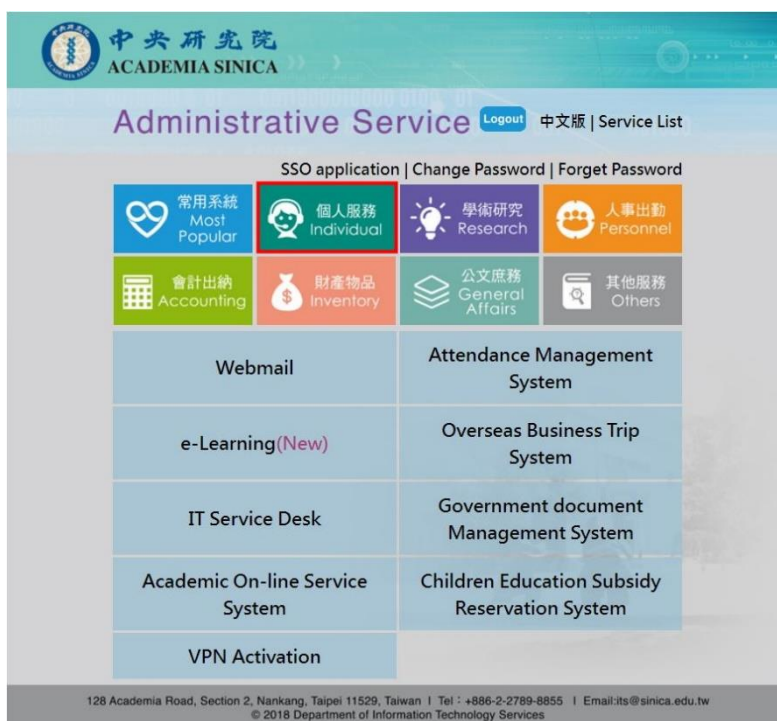 中央研究院
ACADEMIA SINICA
Administrative Service Logout 中文版 | Service List
SSO application | Change Password | Forget Password
常用系統
Most
Popular
個人服務
Individual
學術研究
Research
人事出勤
Personnel
會計出納
Accounting
財產物品
Inventory
公文庶務
General
Affairs
其他服務
Others
Webmail
Attendance Management
System
e-Learning(New)
Overseas Business Trip
System
IT Service Desk
Government document
Management System
Academic On-line Service
System
Children Education Subsidy
Reservation System
VPN Activation
128 Academia Road, Section 2, Nankang, Taipei 11529, Taiwan | Tel：+886-2-2789-8855 | Email:its@sinica.edu.tw
© 2018 Department of Information Technology Services